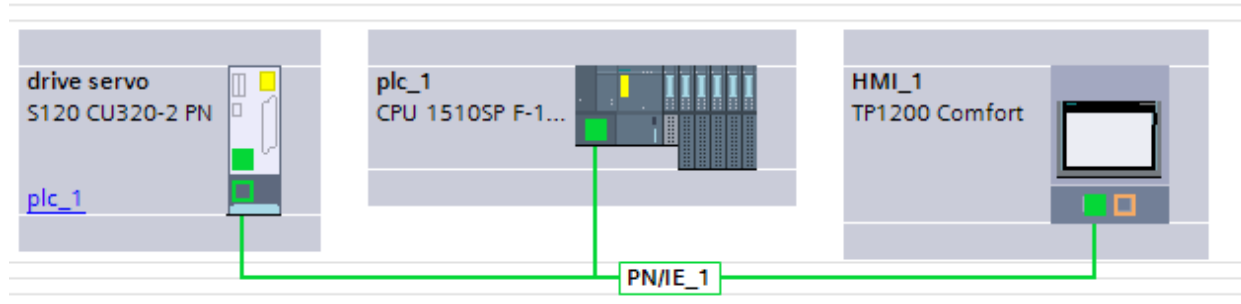 drive servo
S120 CU320-2 PN
plc_1
plc_1
CPU 1510SP F-1...
HMI_1
TP1200 Comfort
PN/IE_1